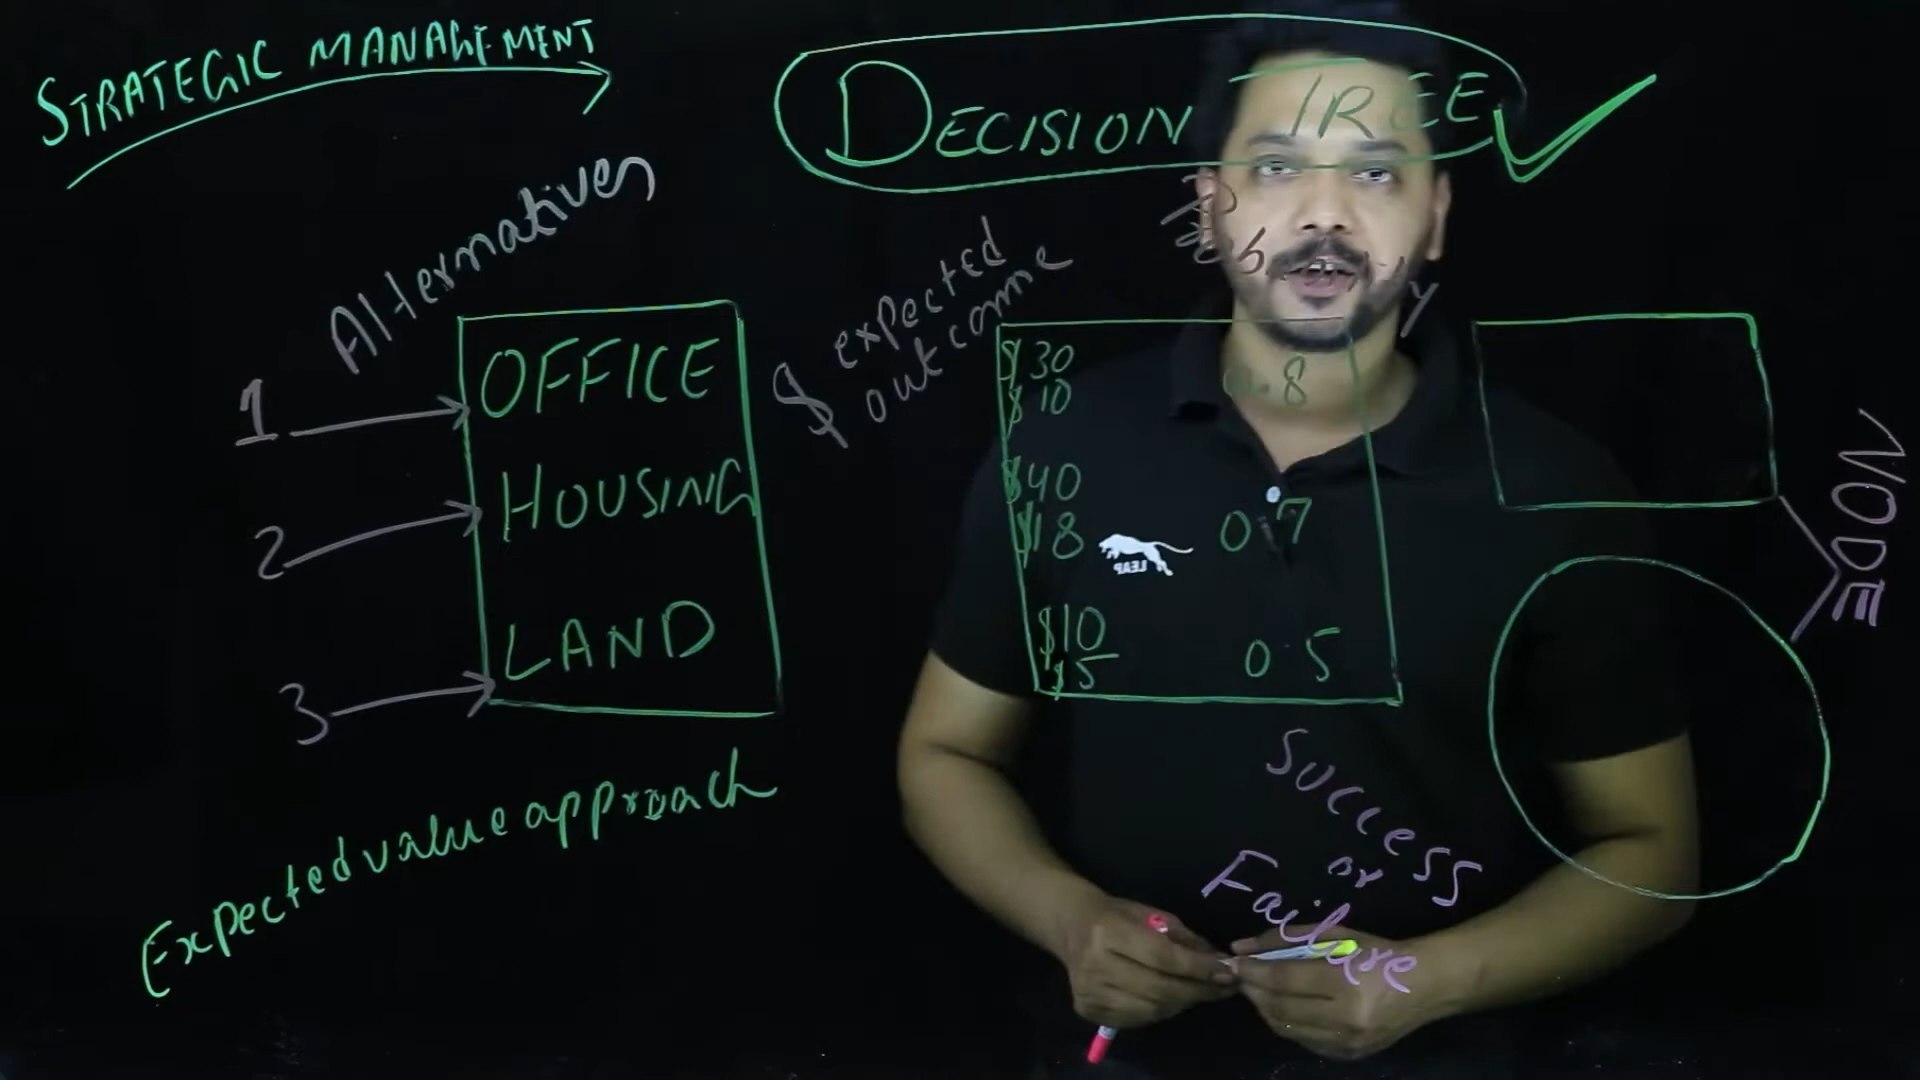 STRATEGIC MANAGEMENT
DECISION TREE
Alternatives
1
OFFICE
2
HOUSING
3
LAND
$ expected
outcome
$30
$10
0.8
$40
$18
0.7
$10
$5
0.5
LEAP
NODE
Success
or
Failure
Expected value approach